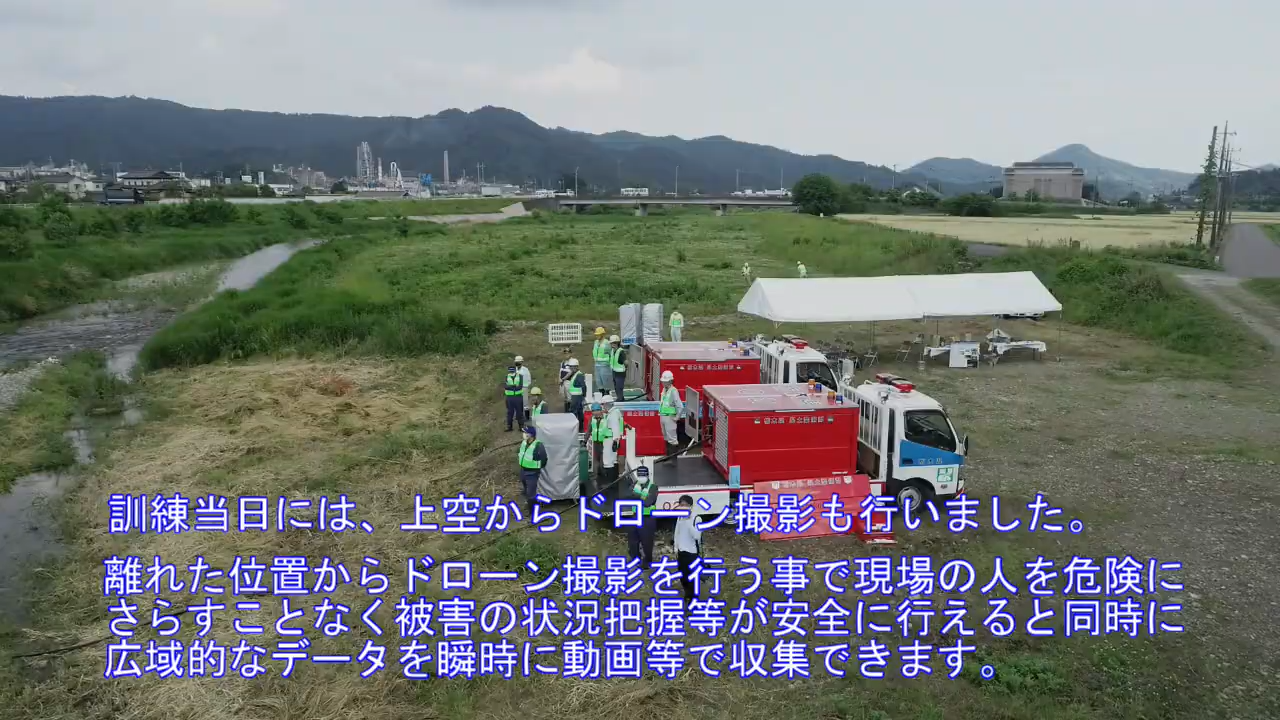 訓練当日には、上空からドローン撮影も行いました。
離れた位置からドローン撮影を行う事で現場の人を危険に
さらすことなく被害の状況把握等が安全に行えると同時に
広域的なデータを瞬時に動画等で収集できます。